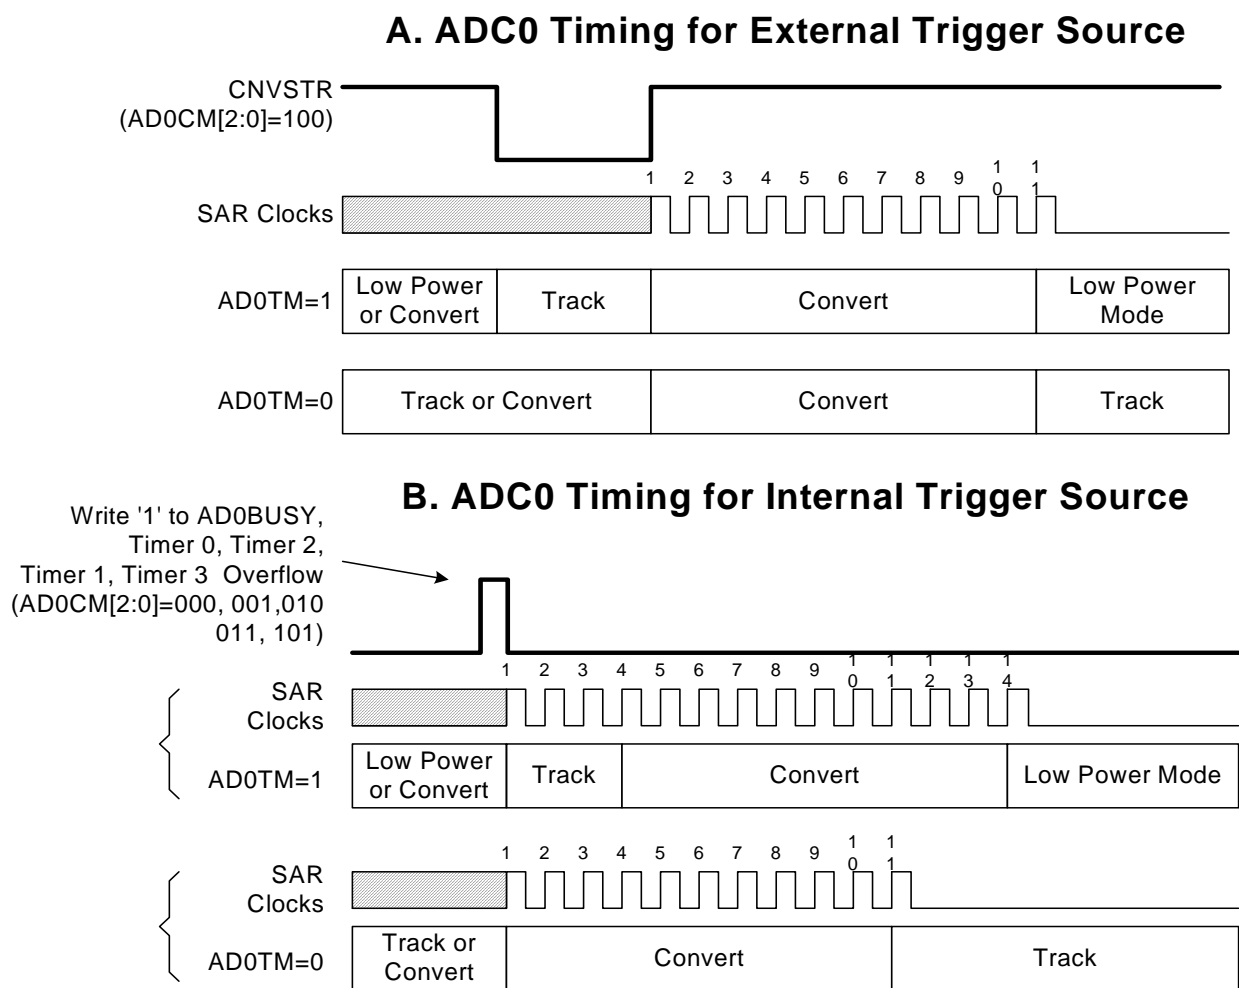 A. ADC0 Timing for External Trigger Source
CNVSTR
(AD0CM[2:0]=100)
1 2 3 4 5 6 7 8 9 10 11
SAR Clocks
AD0TM=1
Low Power
or Convert
Track
Convert
Low Power
Mode
AD0TM=0
Track or Convert
Convert
Track
B. ADC0 Timing for Internal Trigger Source
Write '1' to AD0BUSY,
Timer 0, Timer 2,
Timer 1, Timer 3 Overflow
(AD0CM[2:0]=000, 001,010
011, 101)
1 2 3 4 5 6 7 8 9 10 11 12 13 14
SAR
Clocks
AD0TM=1
Low Power
or Convert
Track
Convert
Low Power Mode
1 2 3 4 5 6 7 8 9 10 11
SAR
Clocks
AD0TM=0
Track or
Convert
Convert
Track